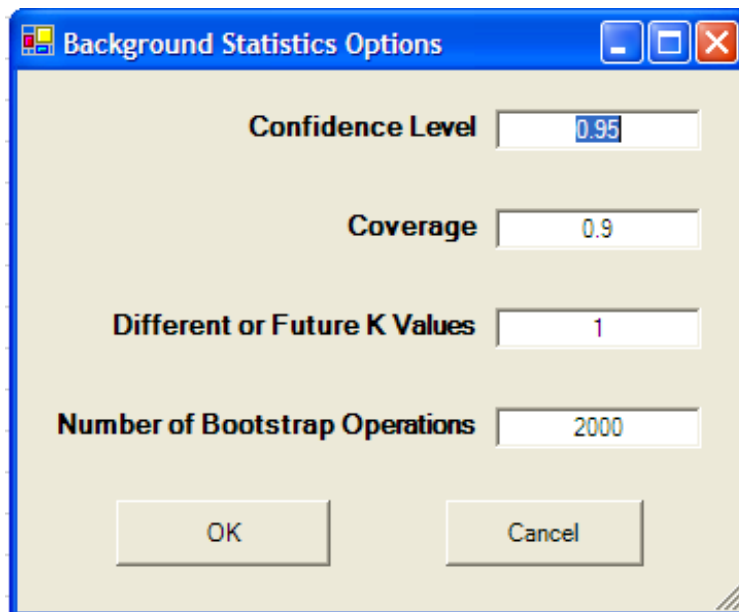 Background Statistics Options
Confidence Level 0.95
Coverage 0.9
Different or Future K Values 1
Number of Bootstrap Operations 2000
OK Cancel